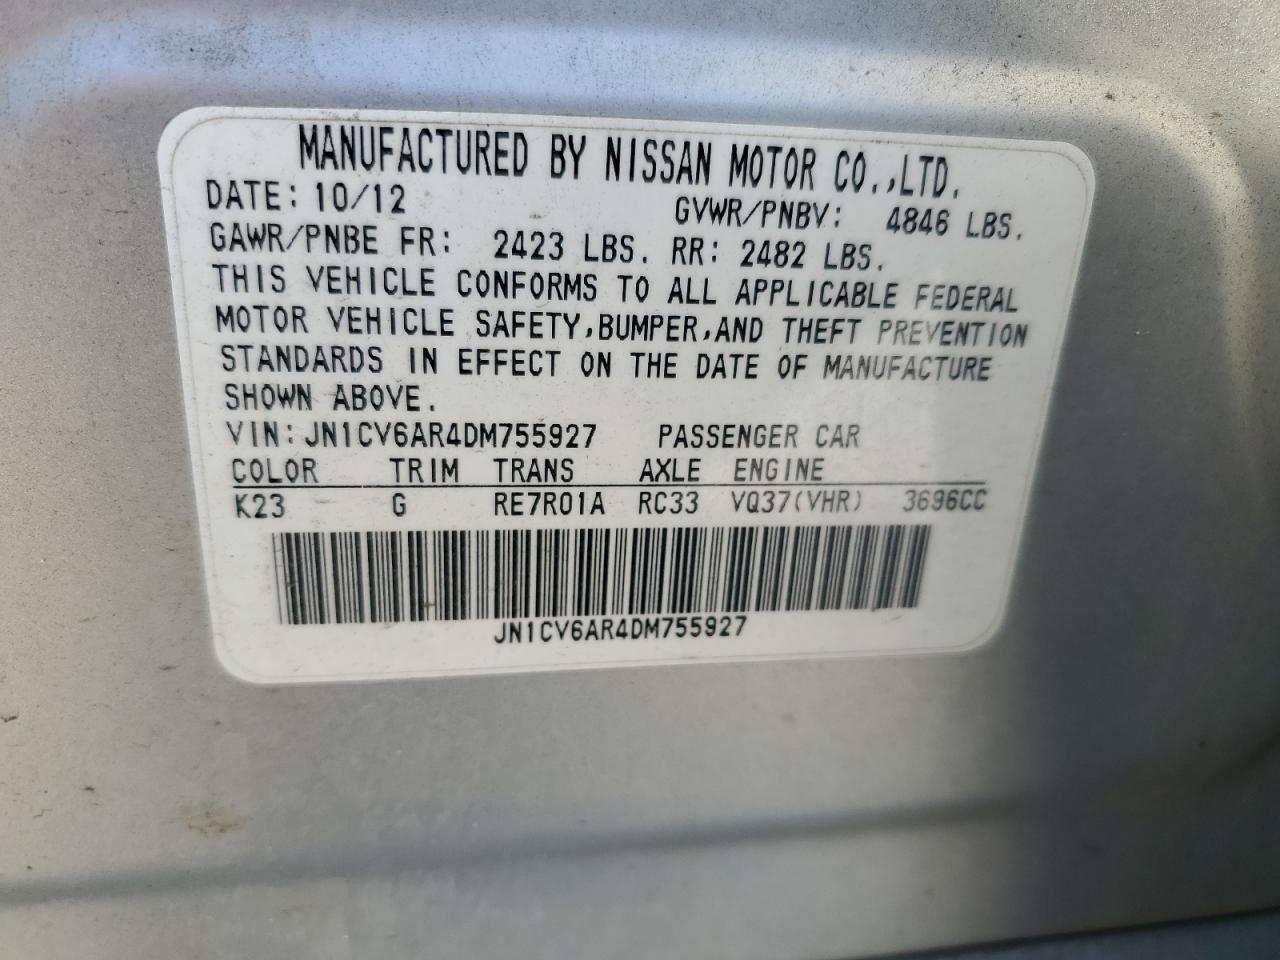 MANUFACTURED BY NISSAN MOTOR CO.,LTD.
DATE: 10/12 GVWR/PNBV: 4846 LBS.
GAWR/PNBE FR: 2423 LBS. RR: 2482 LBS.
THIS VEHICLE CONFORMS TO ALL APPLICABLE FEDERAL
MOTOR VEHICLE SAFETY,BUMPER,AND THEFT PREVENTION
STANDARDS IN EFFECT ON THE DATE OF MANUFACTURE
SHOWN ABOVE.
VIN: JN1CV6AR4DM755927 PASSENGER CAR
COLOR TRIM TRANS AXLE ENGINE
K23 G RE7R01A RC33 VQ37(VHR) 3696CC
JN1CV6AR4DM755927